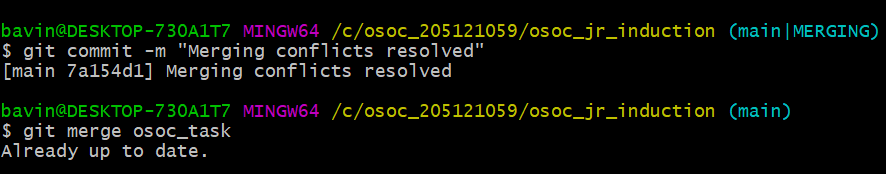 bavin@DESKTOP-730A1T7 MINGW64 /c/osoc_205121059/osoc_jr_induction (main|MERGING)
$ git commit -m "Merging conflicts resolved"
[main 7a154d1] Merging conflicts resolved
bavin@DESKTOP-730A1T7 MINGW64 /c/osoc_205121059/osoc_jr_induction (main)
$ git merge osoc_task
Already up to date.